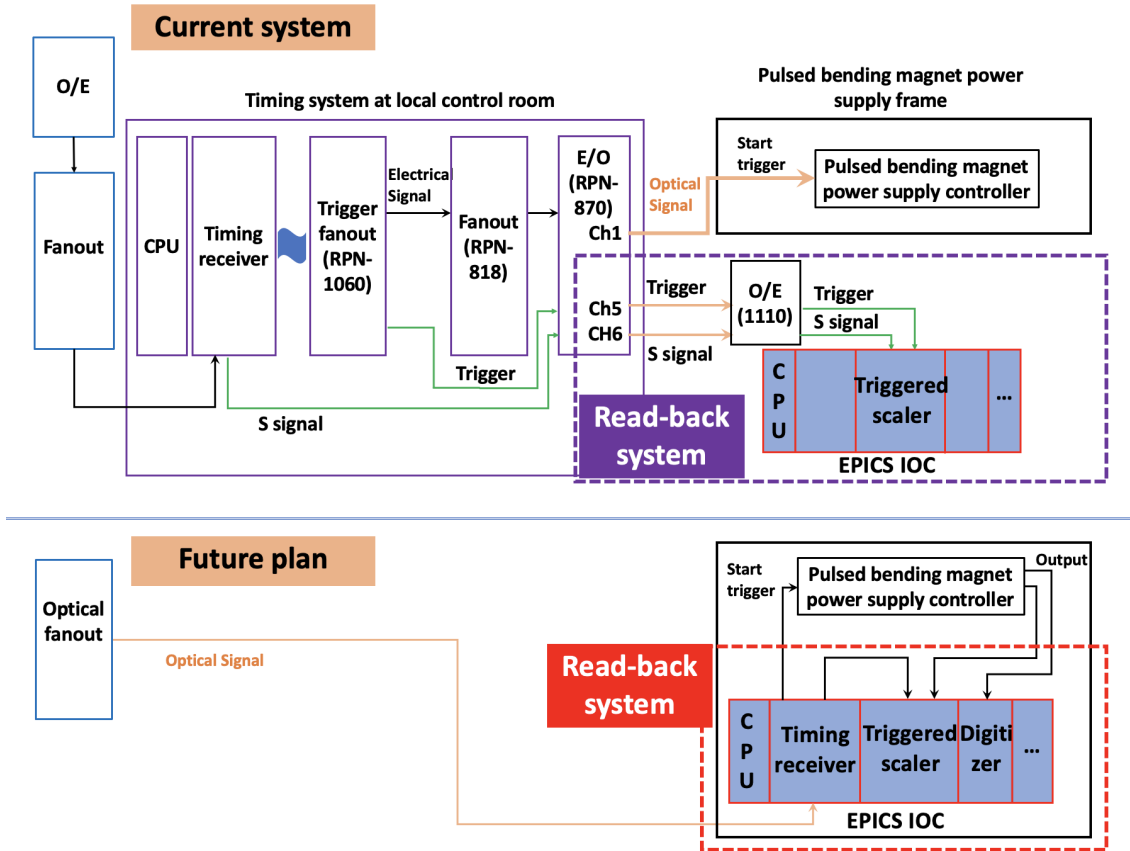 Current system
O/E
Fanout
Timing system at local control room
CPU
Timing
receiver
Trigger
fanout
(RPN-
1060)
Electrical
Signal
Fanout
(RPN-
818)
E/O
(RPN-
870)
Ch1
Ch5
CH6
Trigger
S signal
Optical
Signal
Pulsed bending magnet power
supply frame
Start
trigger
Pulsed bending magnet
power supply controller
Trigger
S signal
O/E
(1110)
Trigger
S signal
C
P
U
Triggered
scaler
...
EPICS IOC
Read-back
system
Future plan
Optical
fanout
Optical Signal
Start
trigger
Pulsed bending magnet
power supply controller
Output
Read-back
system
C
P
U
Timing
receiver
Triggered
scaler
Digiti
zer
...
EPICS IOC